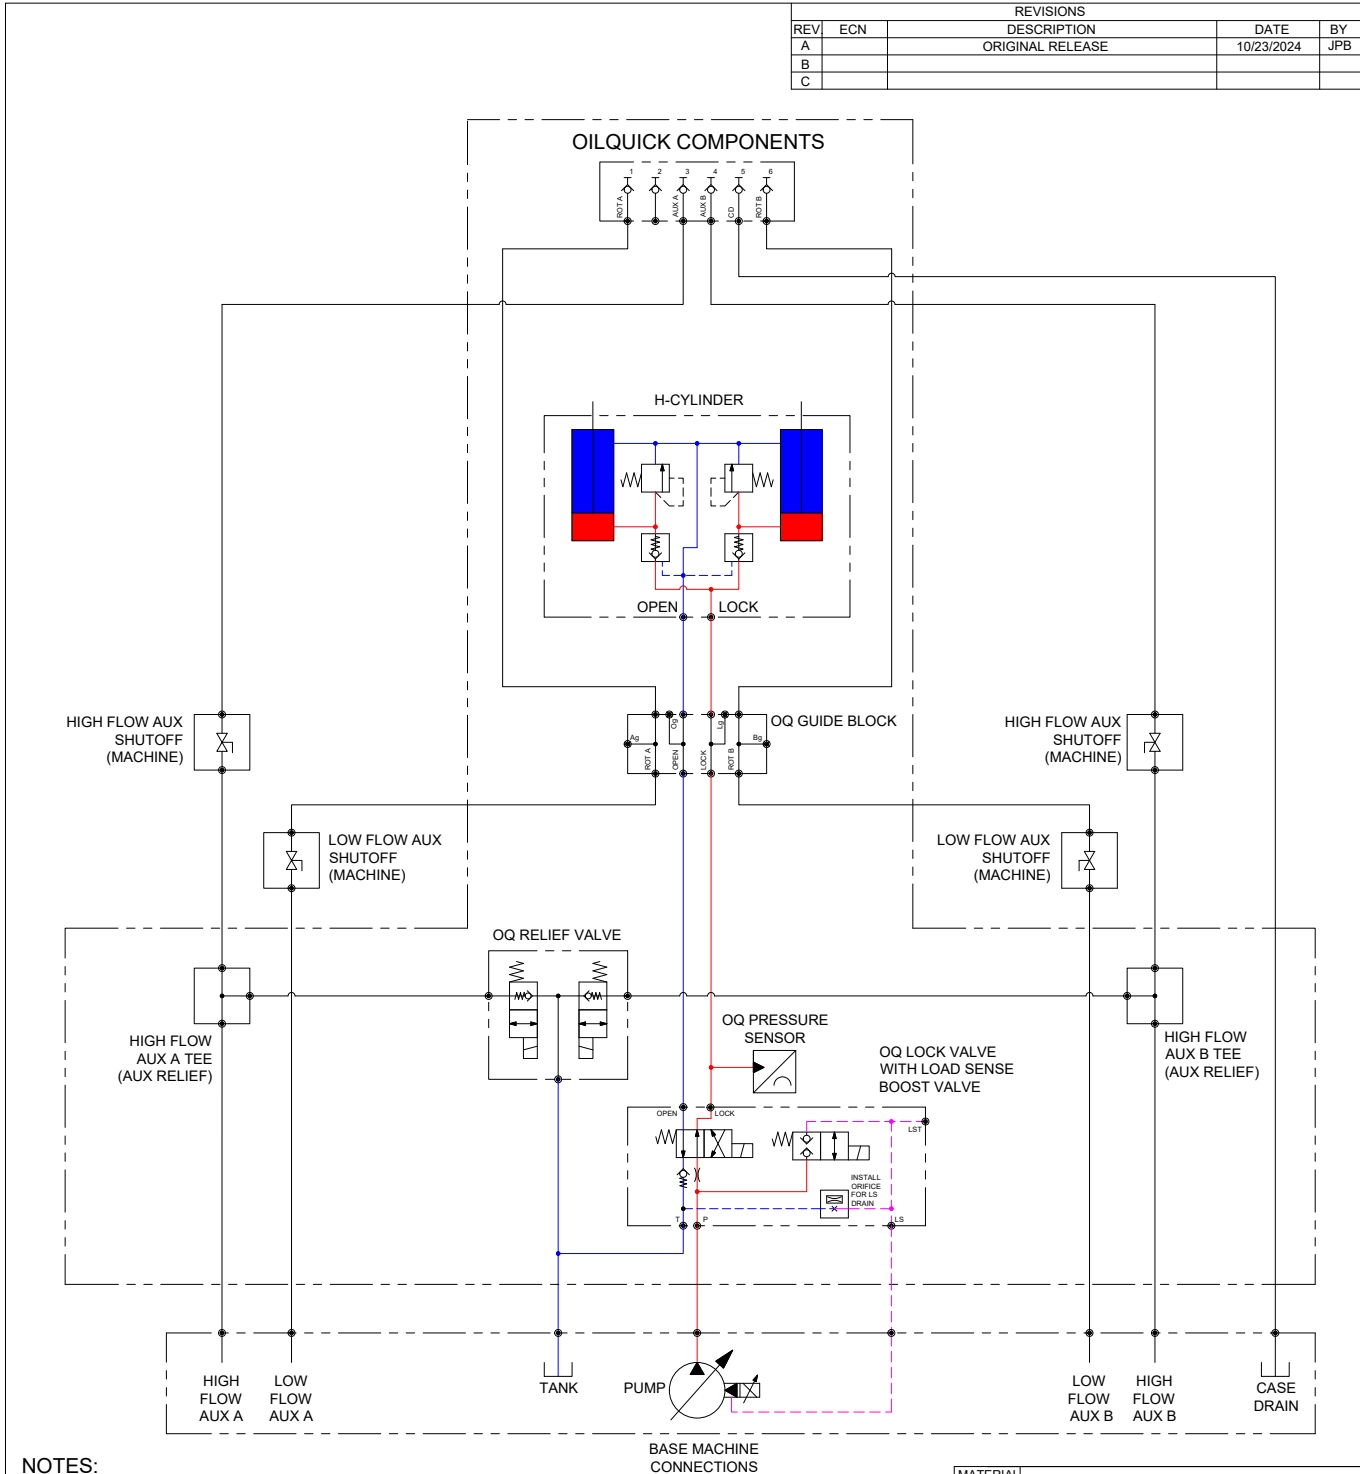 REVISIONS
REV. ECN DESCRIPTION DATE BY
A ORIGINAL RELEASE 10/23/2024 JPB
B
C
OILQUICK COMPONENTS
1 2 3 4 5 6
ROT A AUX A AUX B CD ROT B
H-CYLINDER
OPEN LOCK
HIGH FLOW AUX
SHUTOFF
(MACHINE)
OQ GUIDE BLOCK
Ag Og Lg Bg
ROT A OPEN LOCK ROT B
HIGH FLOW AUX
SHUTOFF
(MACHINE)
LOW FLOW AUX
SHUTOFF
(MACHINE)
LOW FLOW AUX
SHUTOFF
(MACHINE)
OQ RELIEF VALVE
HIGH FLOW
AUX A TEE
(AUX RELIEF)
OQ PRESSURE
SENSOR
HIGH FLOW
AUX B TEE
(AUX RELIEF)
OQ LOCK VALVE
WITH LOAD SENSE
BOOST VALVE
OPEN LOCK
LST
INSTALL
ORIFICE
FOR LS
DRAIN
T P LS
HIGH
FLOW
AUX A
LOW
FLOW
AUX A
TANK
PUMP
LOW
FLOW
AUX B
HIGH
FLOW
AUX B
CASE
DRAIN
BASE MACHINE
CONNECTIONS
NOTES:
MATERIAL